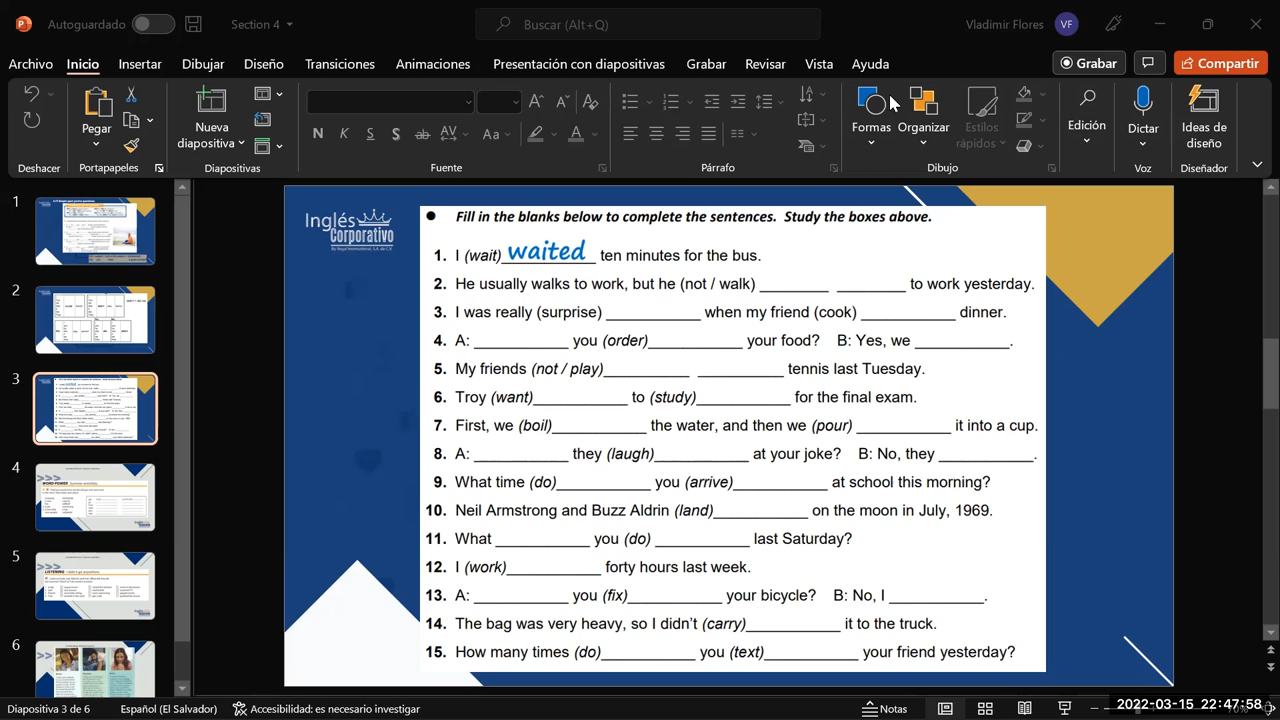 Autoguardado
Section 4
Buscar (Alt+Q)
Vladimir Flores
VF
Archivo
Inicio
Insertar
Dibujar
Diseño
Transiciones
Animaciones
Presentación con diapositivas
Grabar
Revisar
Vista
Ayuda
Grabar
Compartir
Pegar
Nueva diapositiva
Formas
Organizar
Estilos rápidos
Edición
Dictar
Ideas de diseño
Deshacer
Portapapeles
Diapositivas
Fuente
Párrafo
Dibujo
Voz
Diseñador
1
2
3
4
WORD POWER
5
LISTENING
6
Inglés
Corporativo
Fill in the blanks below to complete the sentences. Study the boxes above.
1. I (wait) waited ten minutes for the bus.
2. He usually walks to work, but he (not / walk) ________ ________ to work yesterday.
3. I was really (surprise) ___________ when my friend (cook) ___________ dinner.
4. A: ___________ you (order)___________ your food? B: Yes, we ___________.
5. My friends (not / play)__________ __________ tennis last Tuesday.
6. Troy (want)___________ to (study)___________ for the final exam.
7. First, we (boil)___________ the water, and then we (pour) ___________ it into a cup.
8. A: ___________ they (laugh)___________ at your joke? B: No, they ___________.
9. What time (do)___________ you (arrive)___________ at school this morning?
10. Neil Armstrong and Buzz Aldrin (land)___________ on the moon in July, 1969.
11. What ___________ you (do) ___________ last Saturday?
12. I (work) ___________ forty hours last week.
13. A: ___________ you (fix)___________ your bicycle? B: No, I ___________.
14. The bag was very heavy, so I didn't (carry)___________ it to the truck.
15. How many times (do)___________ you (text)___________ your friend yesterday?
Diapositiva 3 de 6
Español (El Salvador)
Accesibilidad: es necesario investigar
Notas
2022-03-15 22:47:58